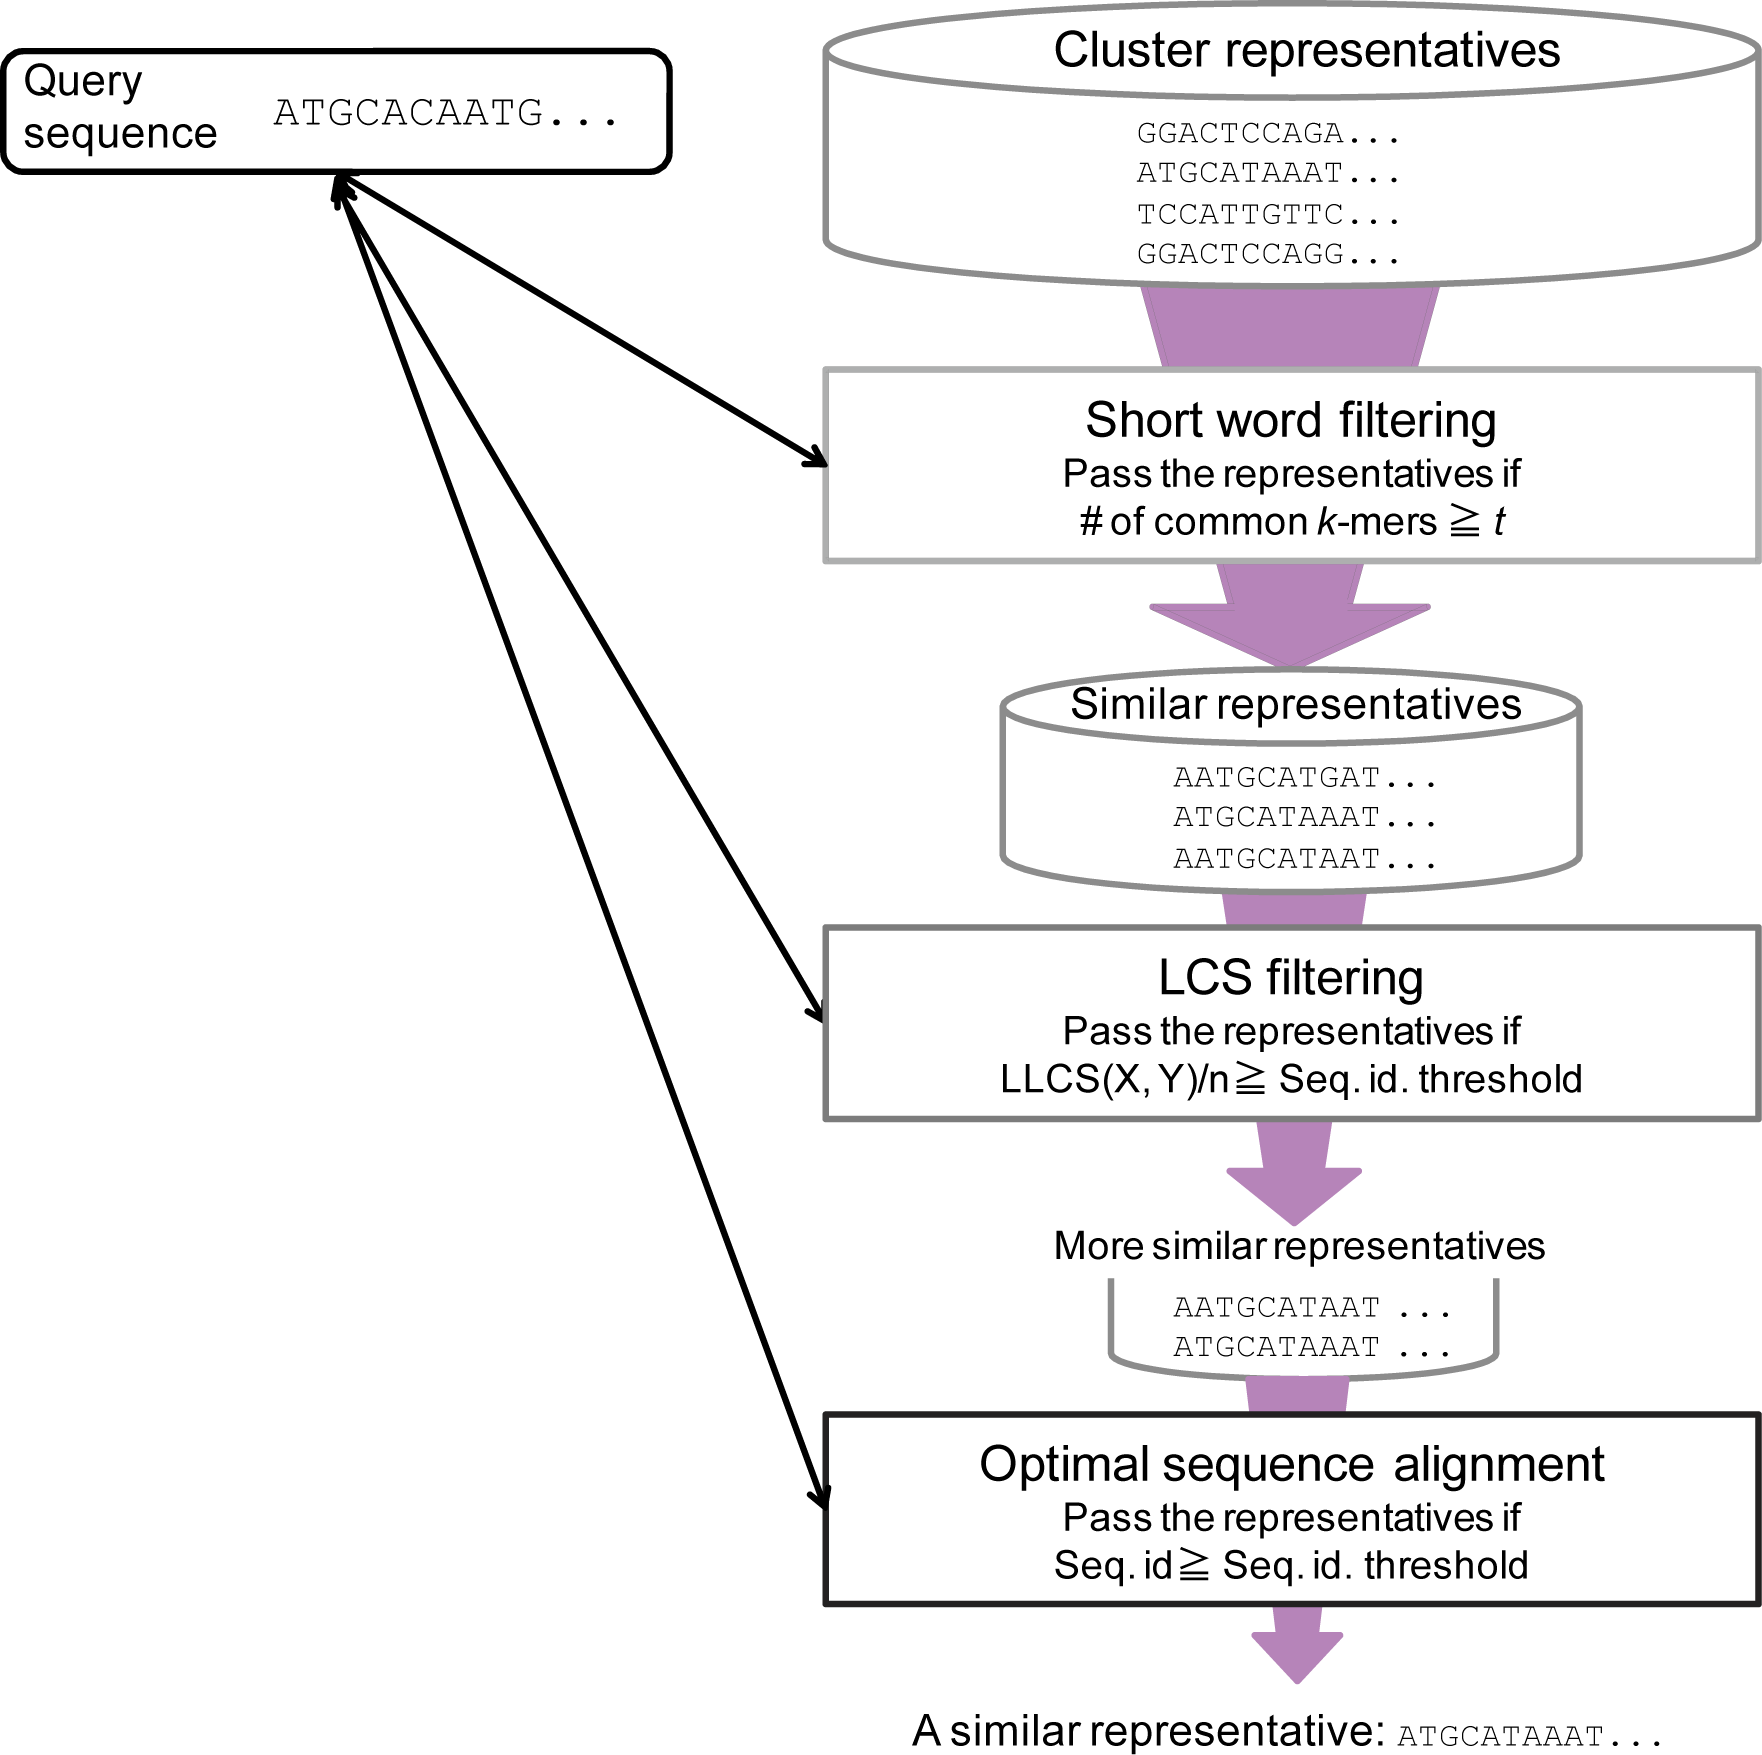 Query
sequence
ATGCACAATG...
Cluster representatives
GGACTCCAGA...
ATGCATAAAT...
TCCATTGTTC...
GGACTCCAGG...
Short word filtering
Pass the representatives if
# of common k-mers ≧ t
Similar representatives
AATGCATGAT...
ATGCATAAAT...
AATGCATAAT...
LCS filtering
Pass the representatives if
LLCS(X, Y)/n≧ Seq. id. threshold
More similar representatives
AATGCATAAT ...
ATGCATAAAT ...
Optimal sequence alignment
Pass the representatives if
Seq. id≧ Seq. id. threshold
A similar representative: ATGCATAAAT...